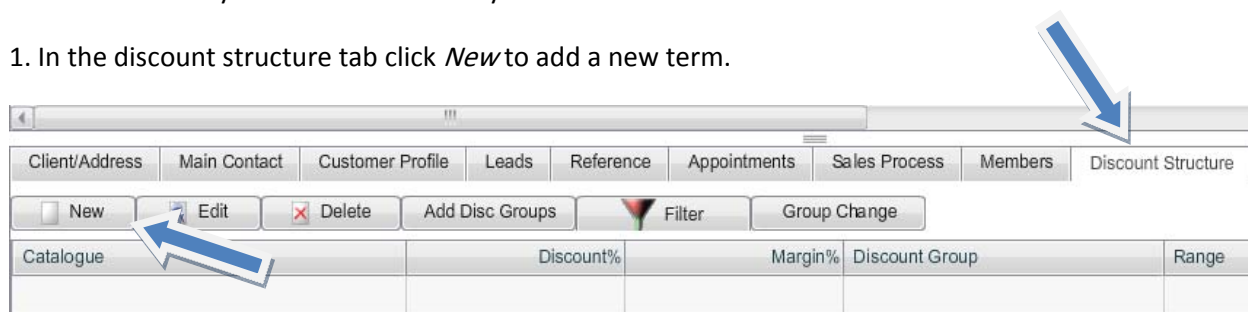 1. In the discount structure tab click New to add a new term.
Client/Address Main Contact Customer Profile Leads Reference Appointments Sales Process Members Discount Structure
New Edit Delete Add Disc Groups Filter Group Change
Catalogue Discount% Margin% Discount Group Range